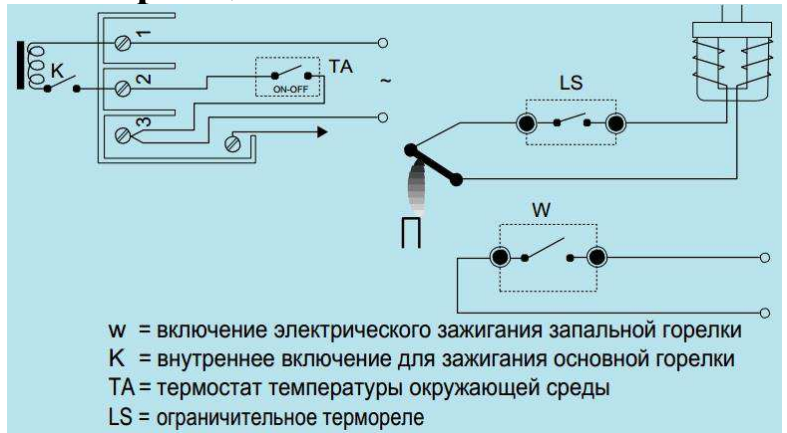 K
1
2
3
TA
ON-OFF
~
LS
W
w = включение электрического зажигания запальной горелки
K = внутреннее включение для зажигания основной горелки
TA = термостат температуры окружающей среды
LS = ограничительное термореле